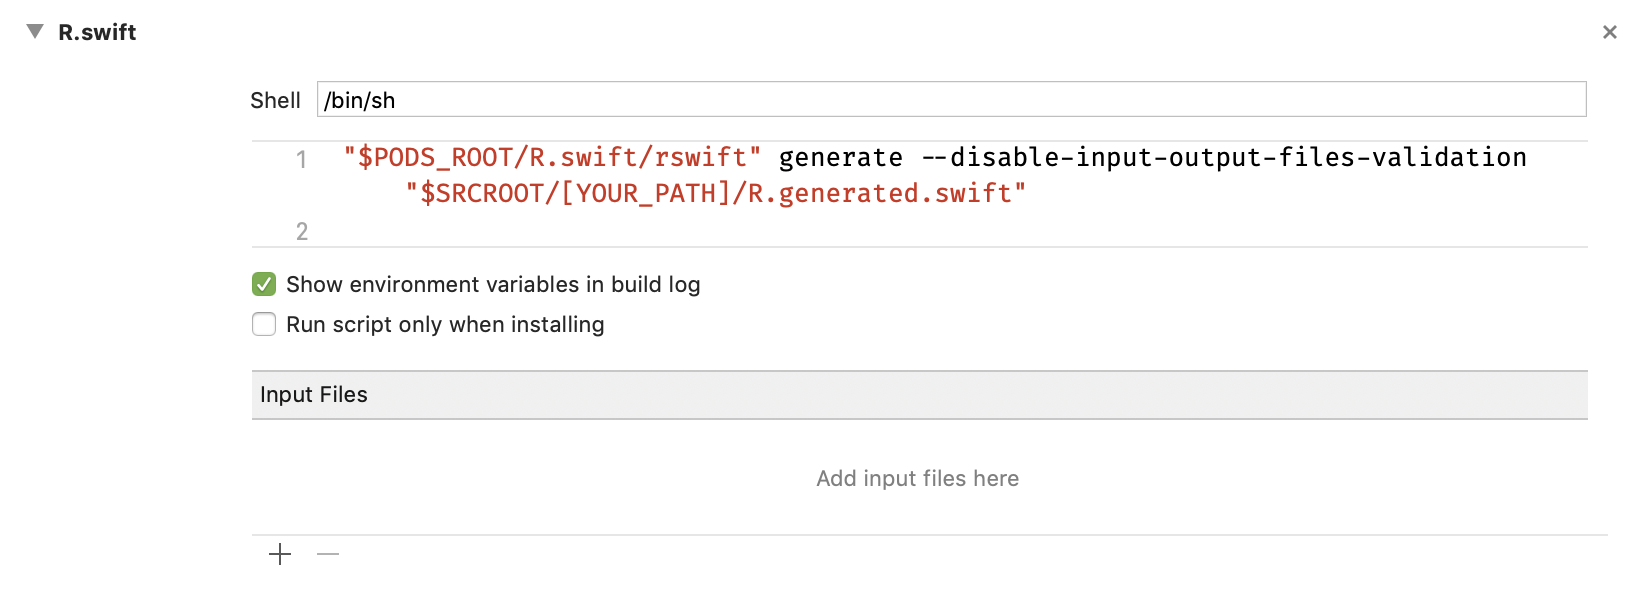 R.swift
Shell /bin/sh
1 "$PODS_ROOT/R.swift/rswift" generate --disable-input-output-files-validation
"$SRCROOT/[YOUR_PATH]/R.generated.swift"
2
Show environment variables in build log
Run script only when installing
Input Files
Add input files here